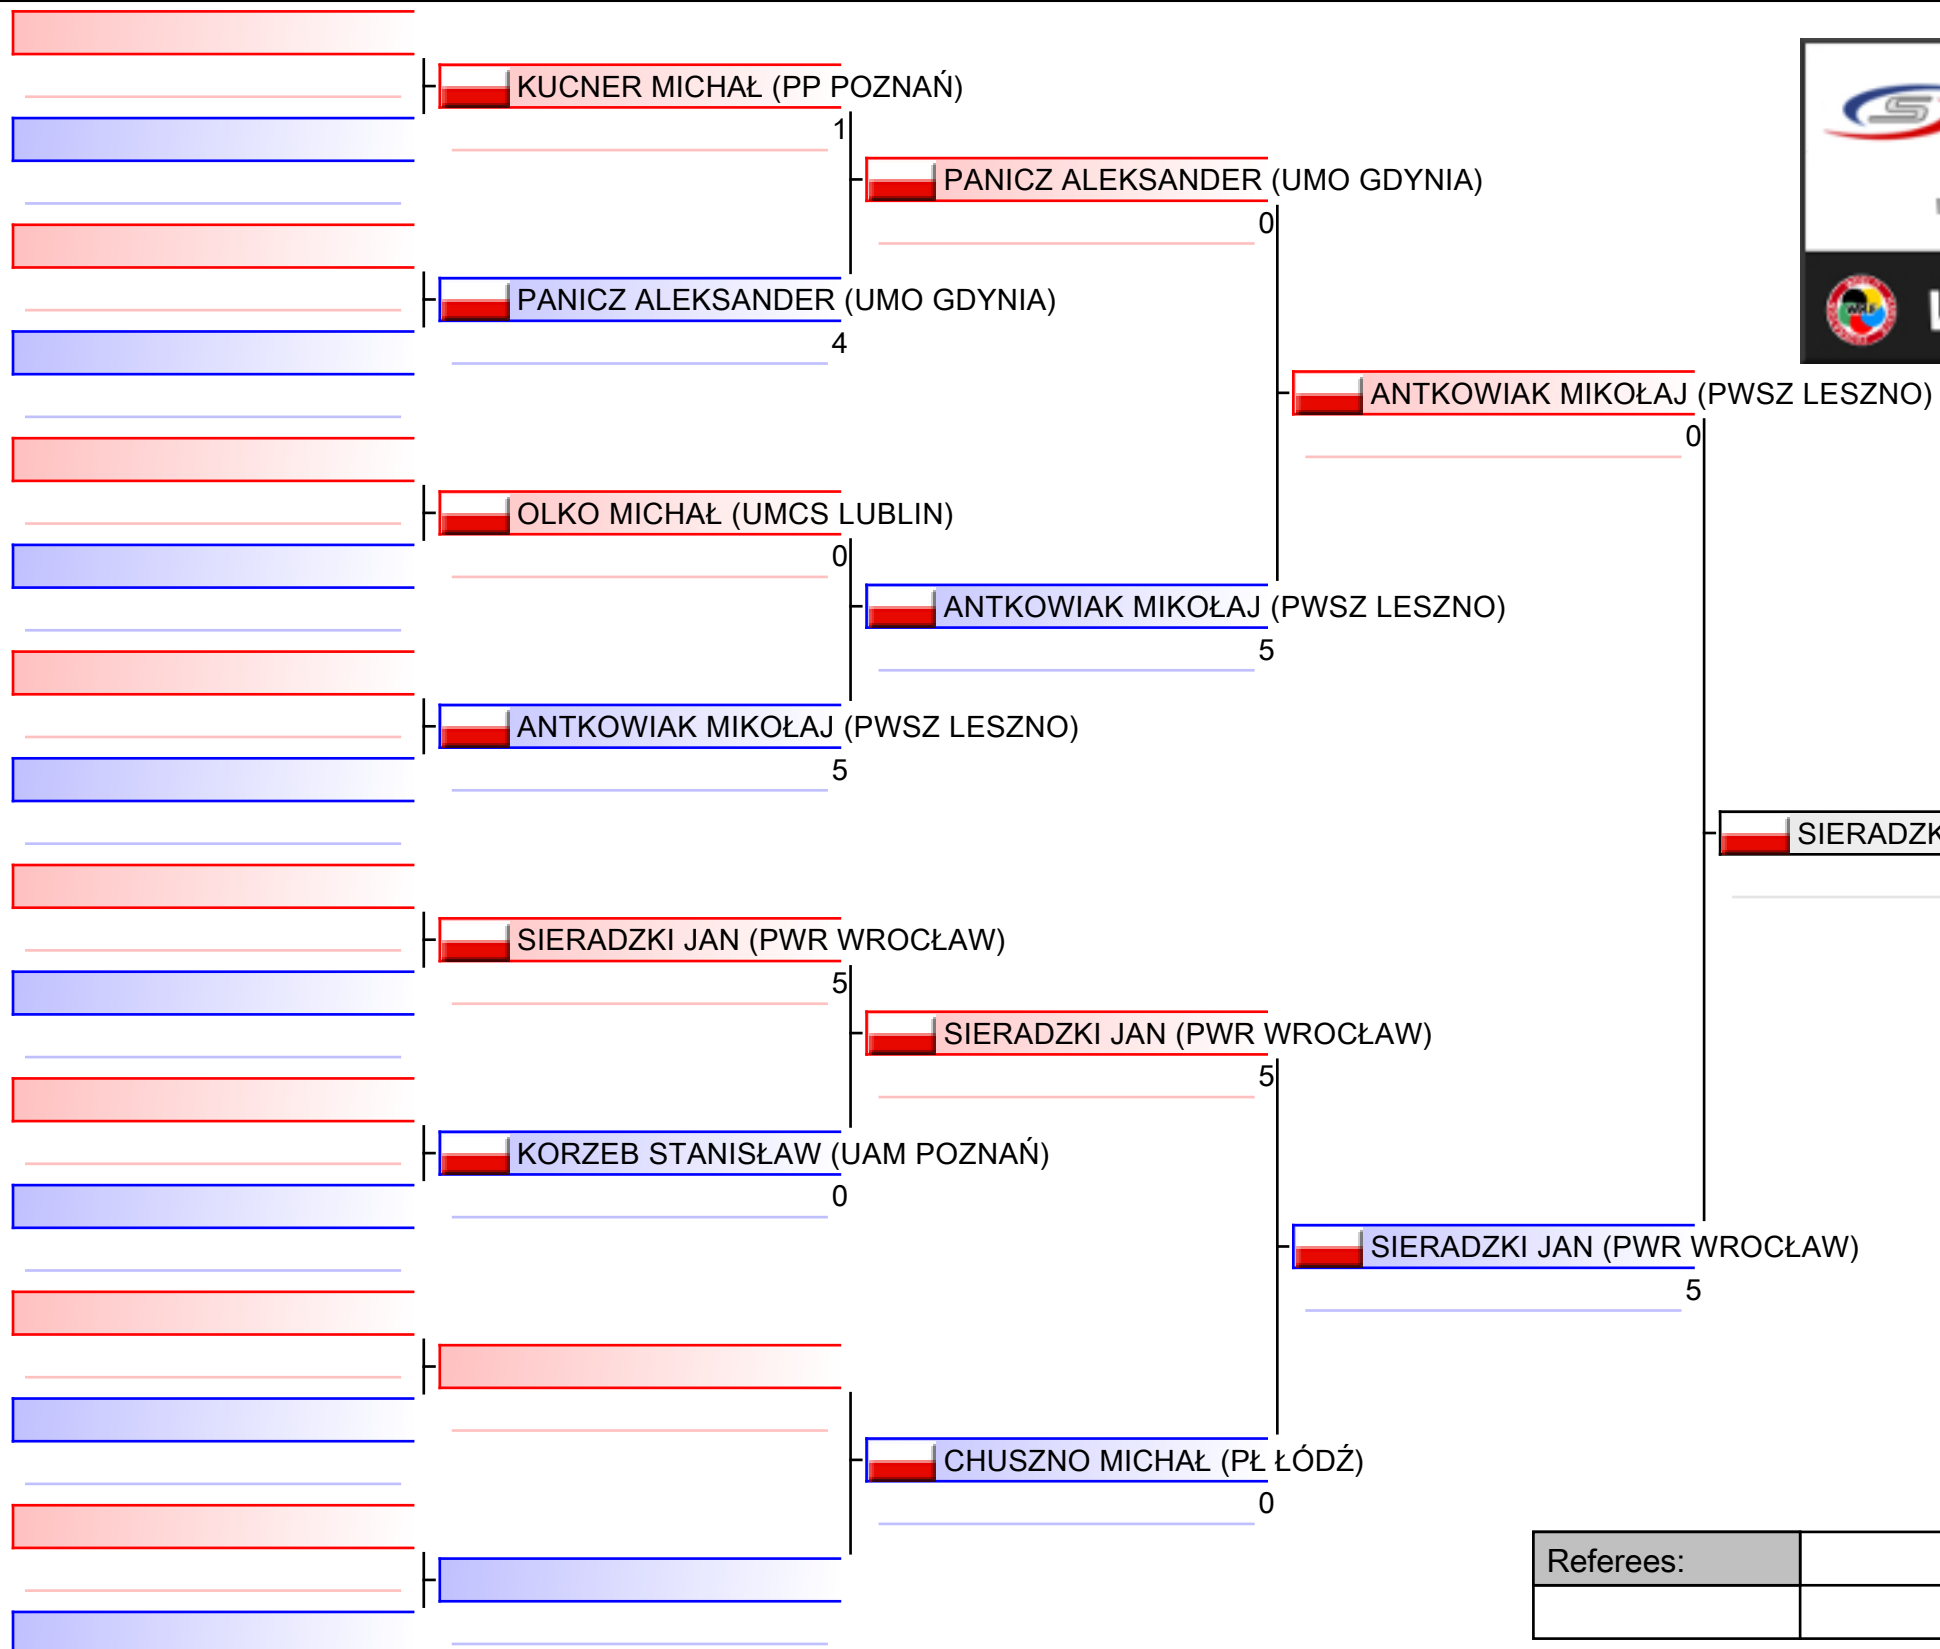 KUCNER MICHAŁ (PP POZNAŃ)
1
PANICZ ALEKSANDER (UMO GDYNIA)
0
PANICZ ALEKSANDER (UMO GDYNIA)
4
ANTKOWIAK MIKOŁAJ (PWSZ LESZNO)
0
OLKO MICHAŁ (UMCS LUBLIN)
0
ANTKOWIAK MIKOŁAJ (PWSZ LESZNO)
5
ANTKOWIAK MIKOŁAJ (PWSZ LESZNO)
5
SIERADZK
SIERADZKI JAN (PWR WROCŁAW)
5
SIERADZKI JAN (PWR WROCŁAW)
5
KORZEB STANISŁAW (UAM POZNAŃ)
0
SIERADZKI JAN (PWR WROCŁAW)
5
CHUSZNO MICHAŁ (PŁ ŁÓDŹ)
0
Referees: